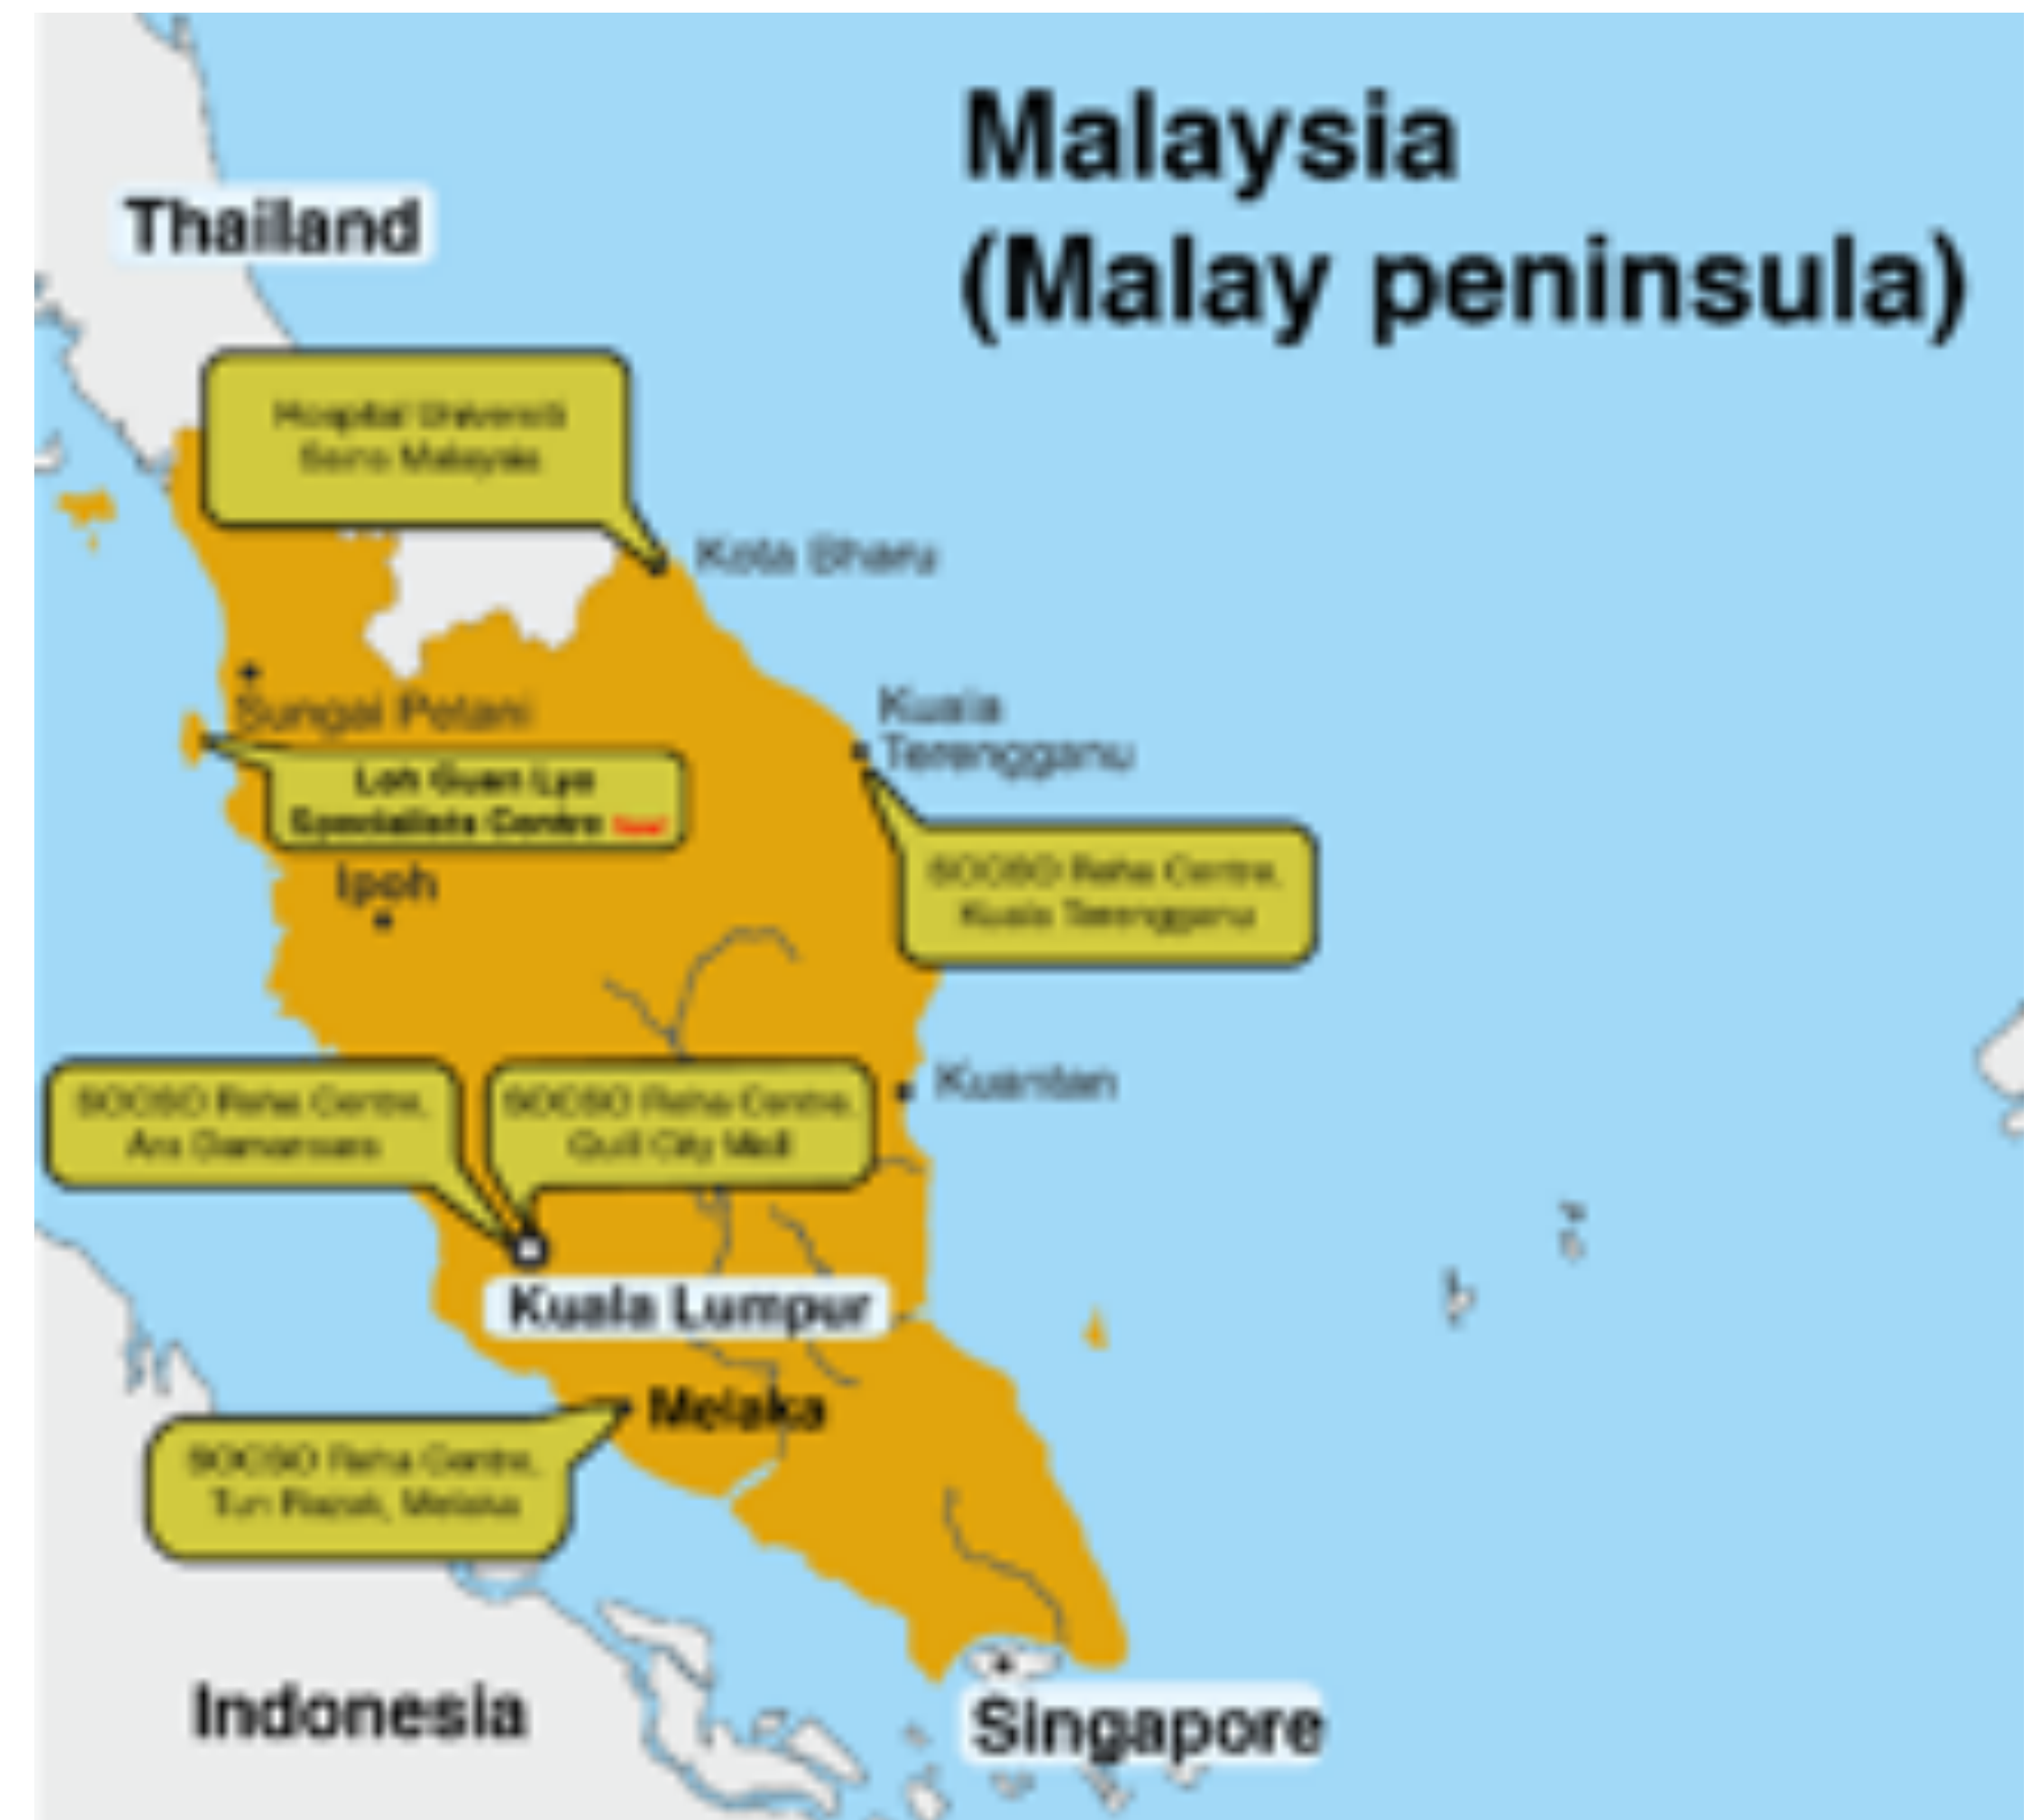 Malaysia
(Malay peninsula)
Thailand
Hospital Universiti
Sains Malaysia
Kota Bharu
Sungai Petani
Kuala
Terengganu
Loh Guan Lye
Specialists Centre
Ipoh
SOCSO Reha Centre,
Kuala Terengganu
Kuantan
SOCSO Reha Centre,
Ara Damansara
SOCSO Reha Centre,
Quill City Mall
Kuala Lumpur
Melaka
SOCSO Reha Centre,
Tun Razak, Melaka
Indonesia
Singapore